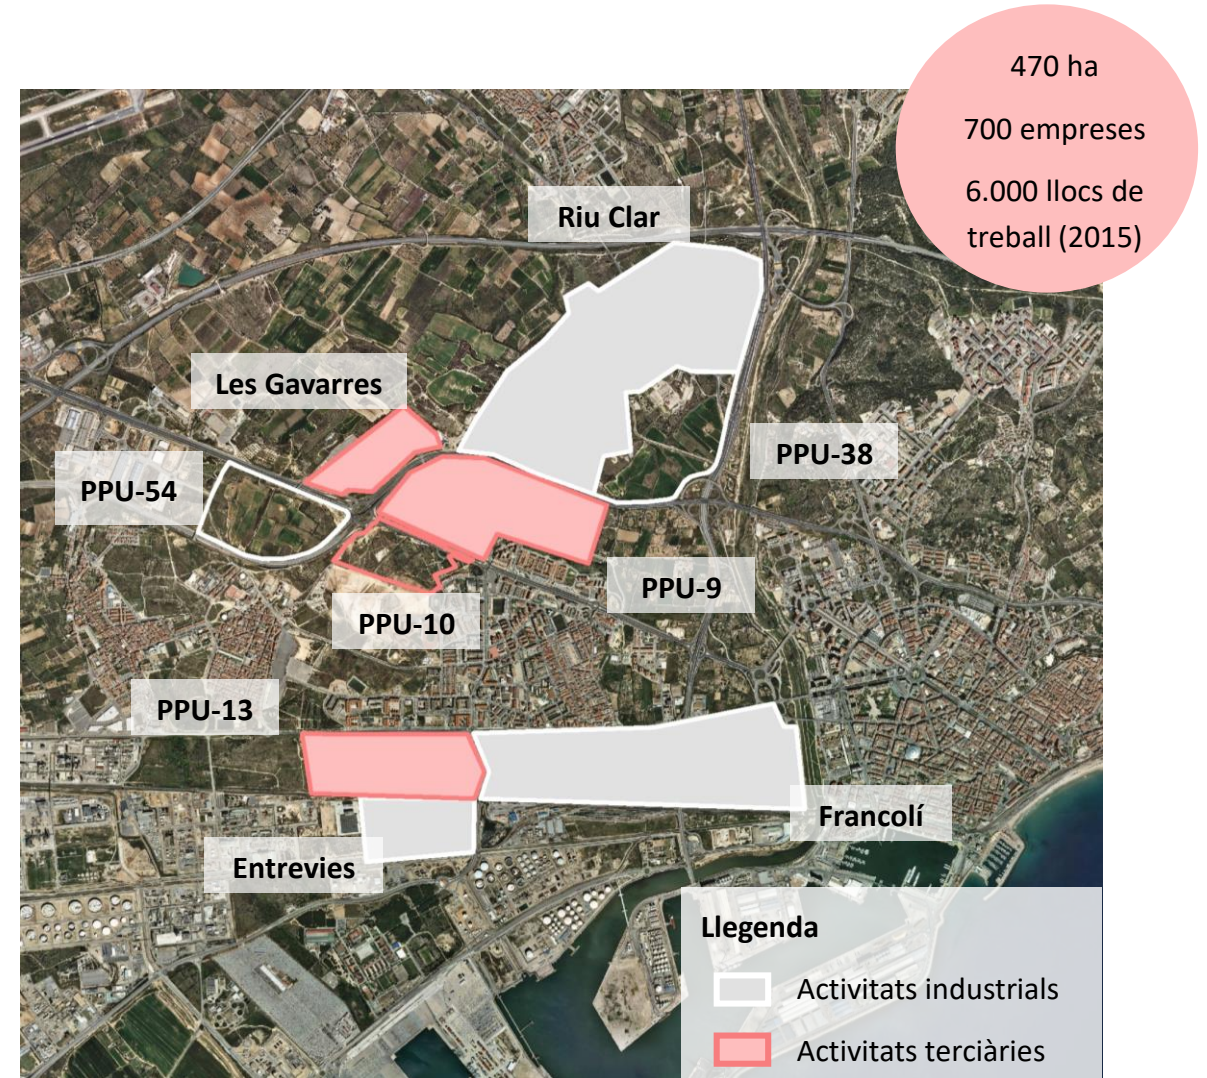 470 ha
700 empreses
6.000 llocs de
treball (2015)
Riu Clar
Les Gavarres
PPU-38
PPU-54
PPU-9
PPU-10
PPU-13
Francolí
Entrevies
Llegenda
Activitats industrials
Activitats terciàries